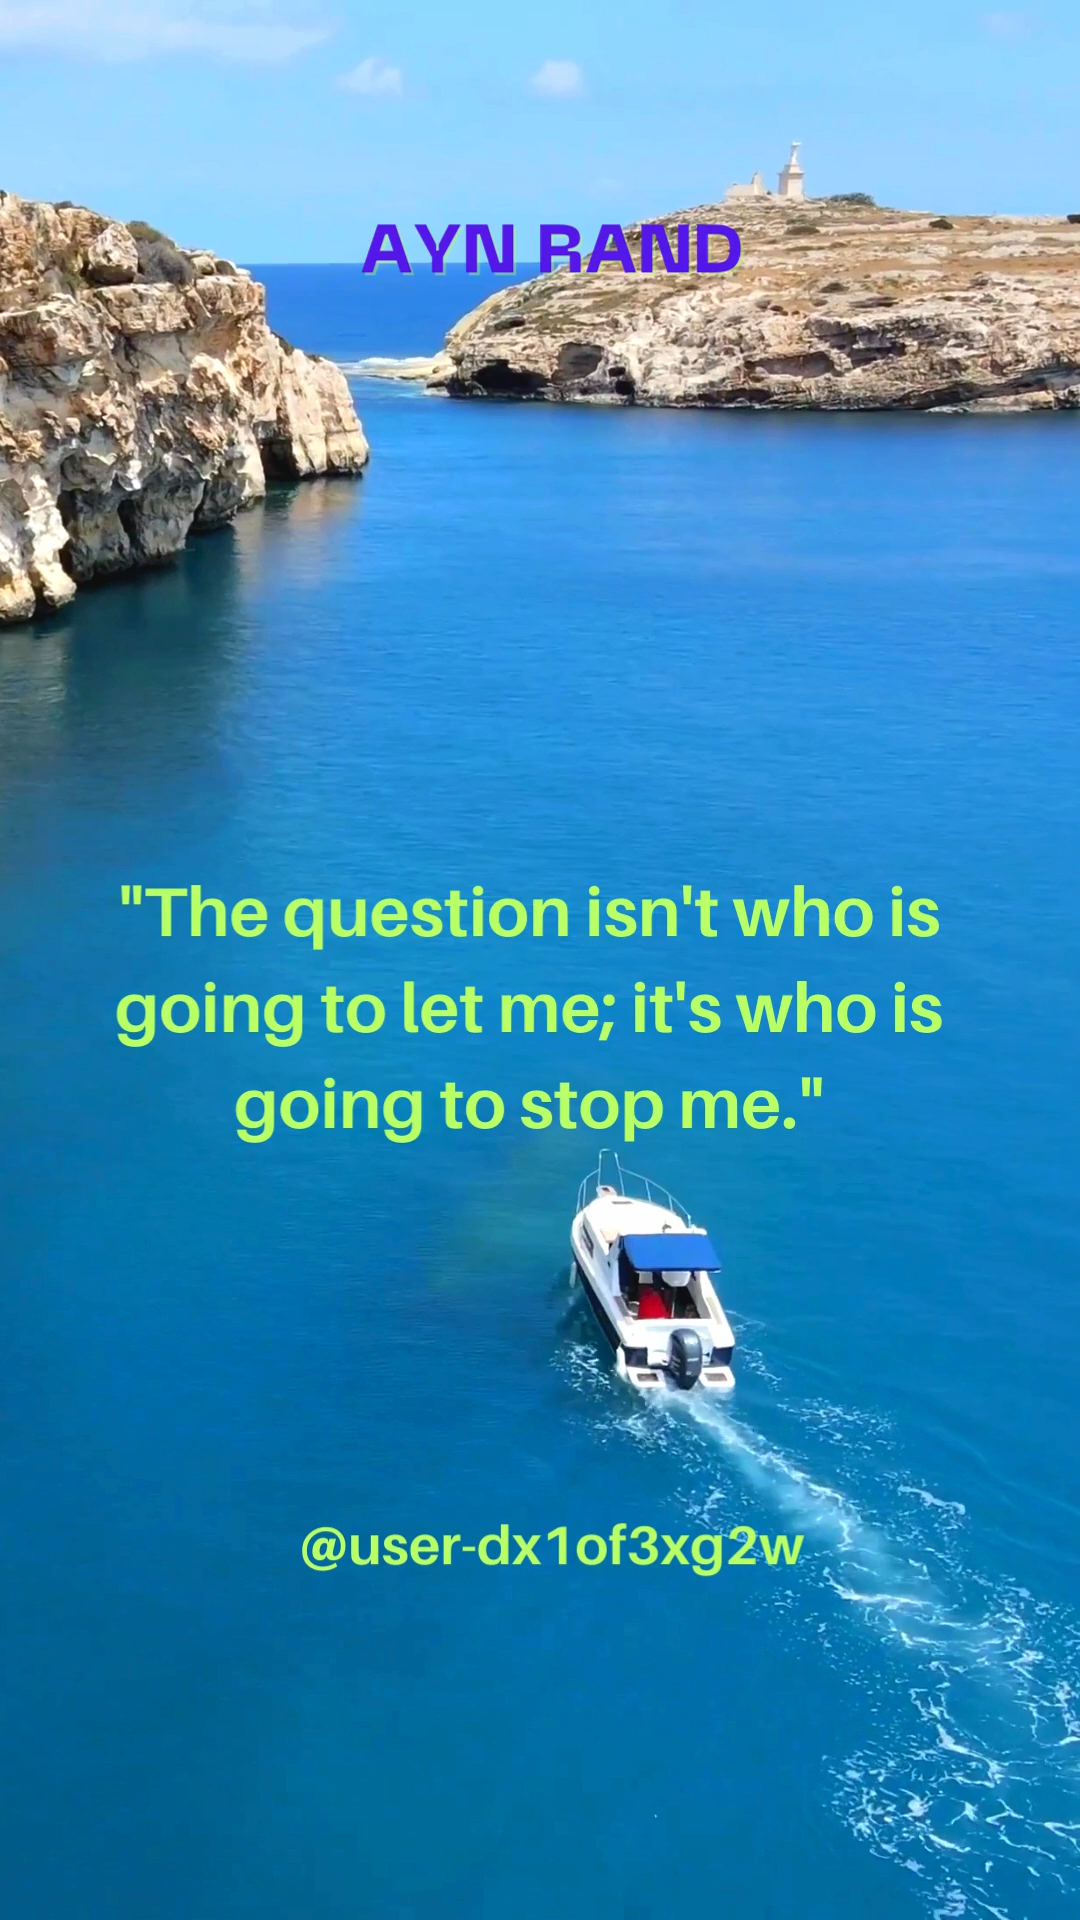 AYN RAND
"The question isn't who is
going to let me; it's who is
going to stop me."
@user-dx1of3xg2w